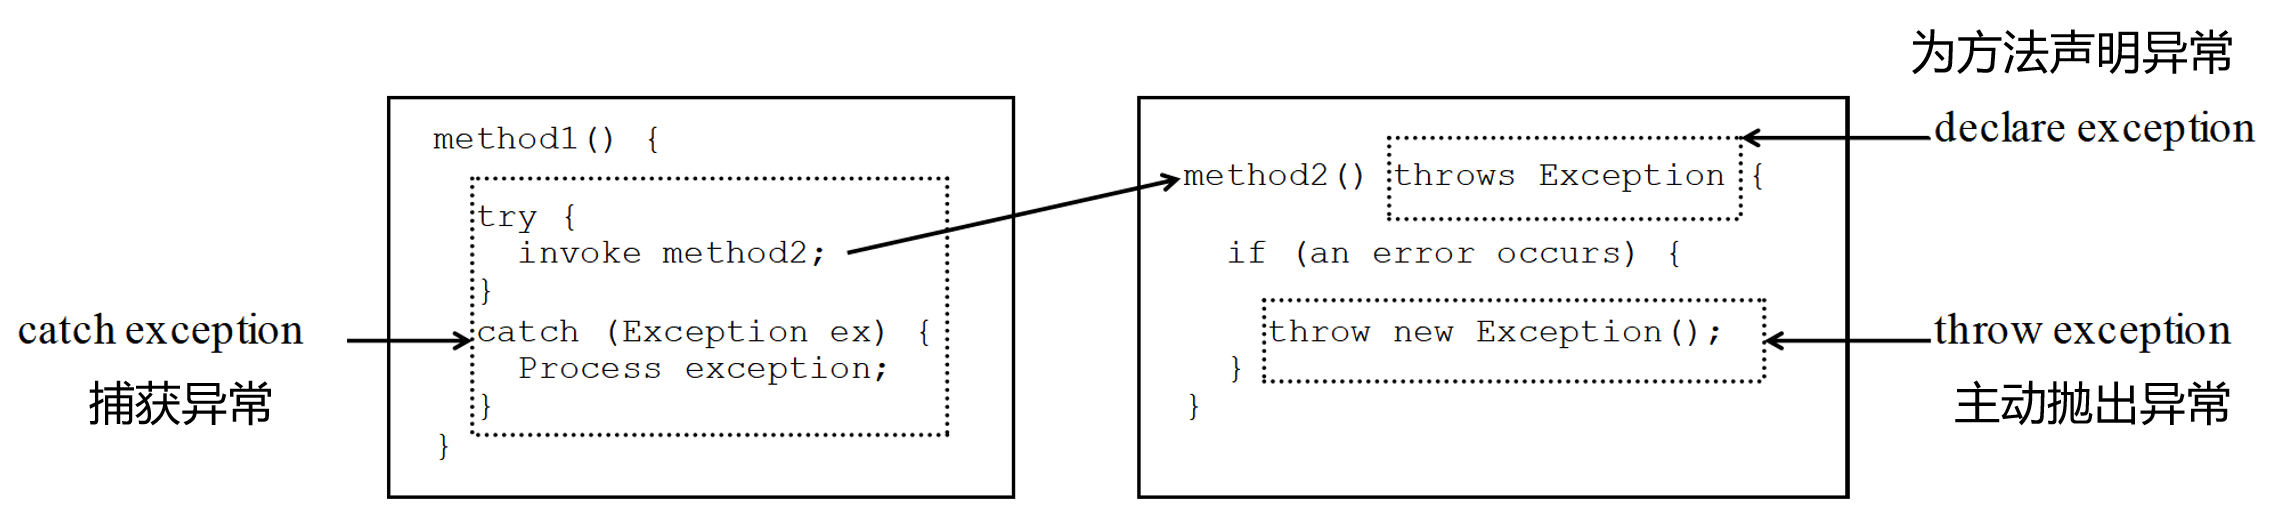 为方法声明异常
declare exception
method1() {
try {
invoke method2;
}
catch (Exception ex) {
Process exception;
}
}
catch exception
捕获异常
method2() throws Exception {
if (an error occurs) {
throw new Exception();
}
}
throw exception
主动抛出异常